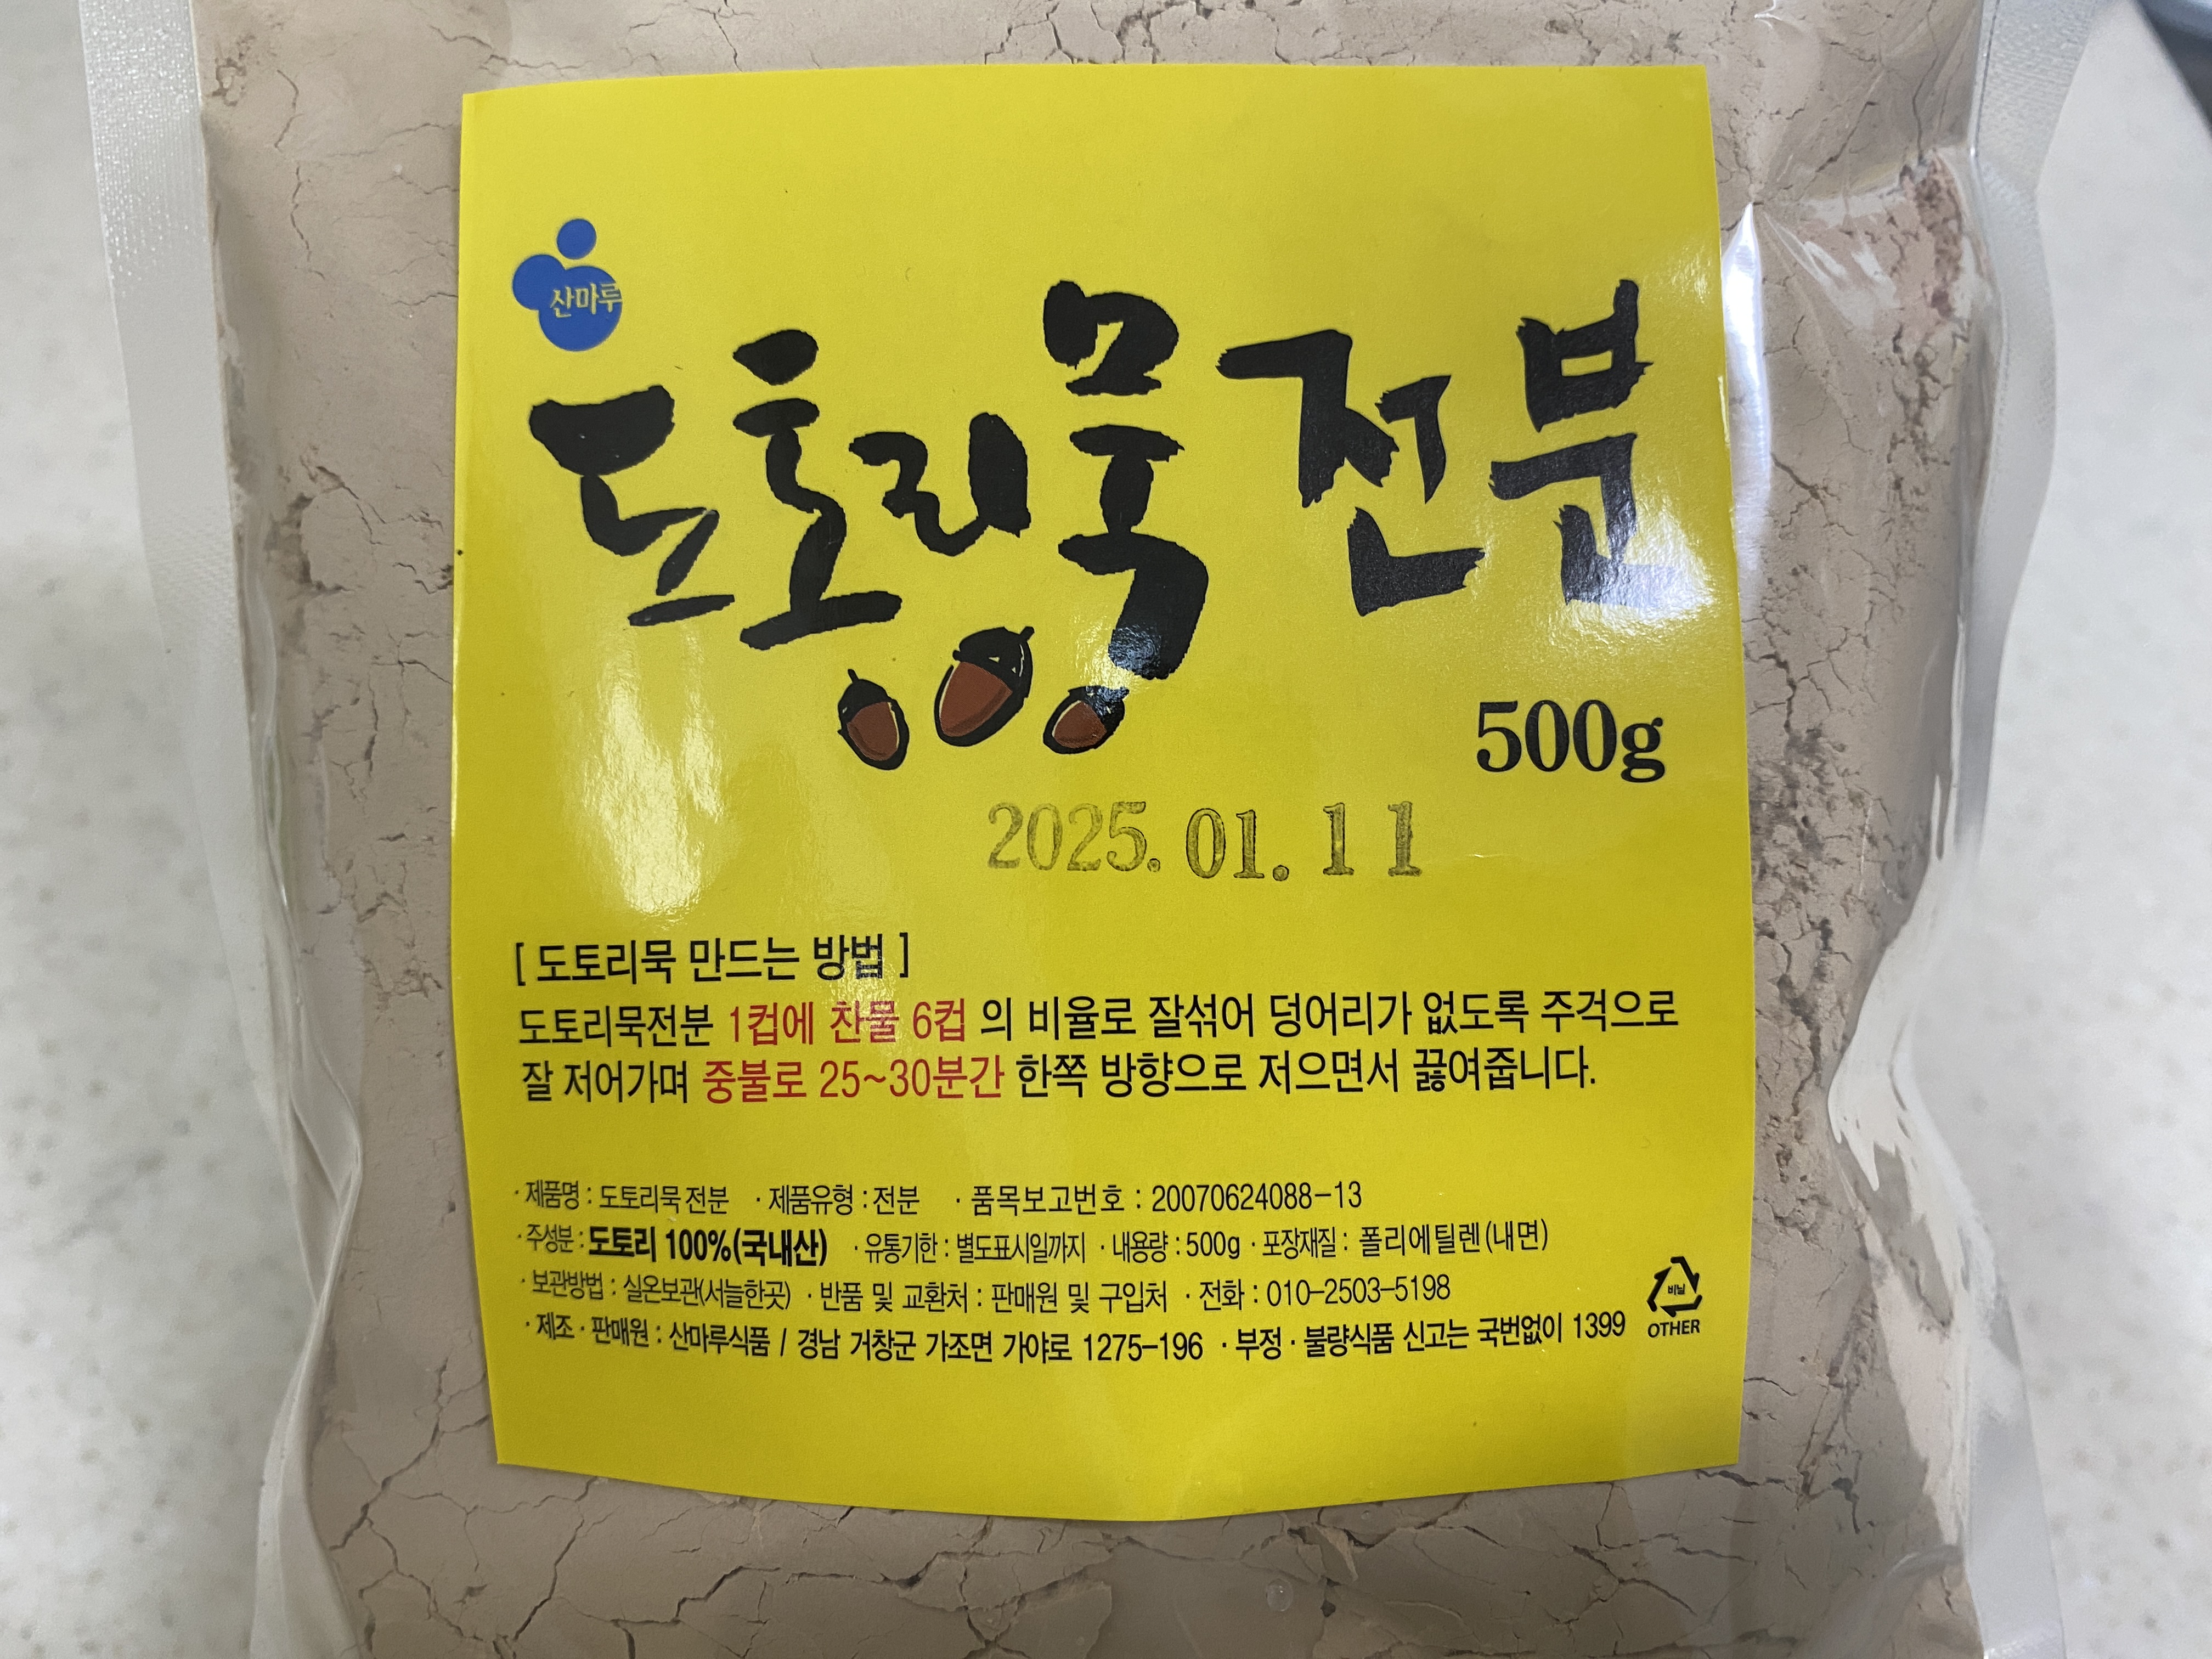 산마루
도토리묵 전분
500g
2025. 01. 11
[ 도토리묵 만드는 방법 ]
도토리묵전분 1컵에 찬물 6컵 의 비율로 잘섞어 덩어리가 없도록 주걱으로
잘 저어가며 중불로 25~30분간 한쪽 방향으로 저으면서 끓여줍니다.
· 제품명 : 도토리묵 전분 · 제품유형 : 전분 · 품목보고번호 : 20070624088-13
· 주성분 : 도토리 100%(국내산) · 유통기한 : 별도표시일까지 · 내용량 : 500g · 포장재질 : 폴리에틸렌(내면)
· 보관방법 : 실온보관(서늘한곳) · 반품 및 교환처 : 판매원 및 구입처 · 전화 : 010-2503-5198
· 제조 · 판매원 : 산마루식품 / 경남 거창군 가조면 가야로 1275-196 · 부정 · 불량식품 신고는 국번없이 1399
비닐
OTHER